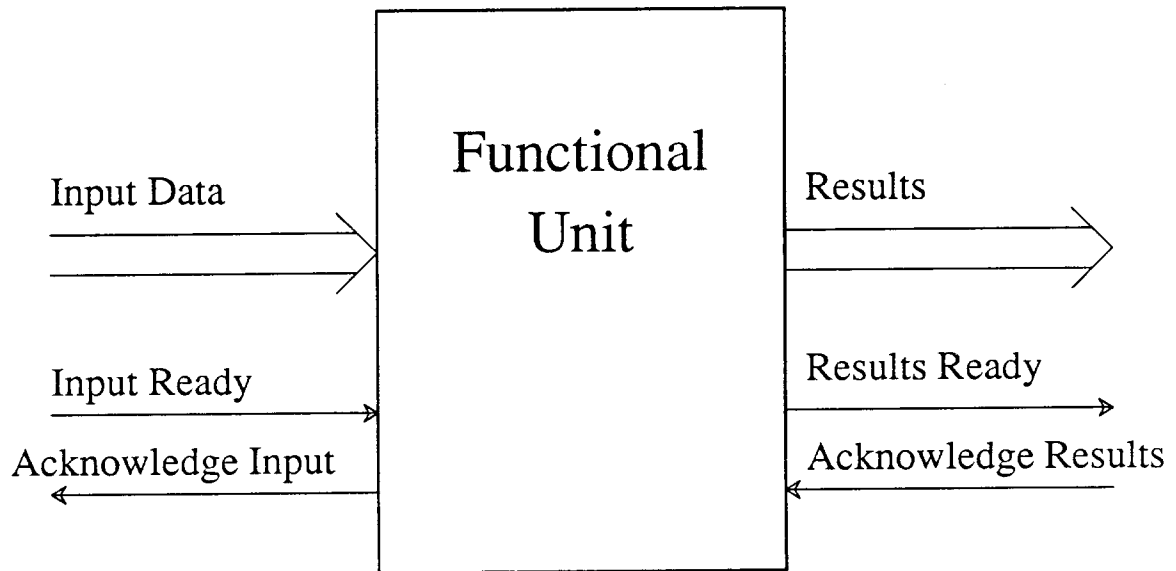 Functional
Unit
Input Data
Results
Input Ready
Results Ready
Acknowledge Input
Acknowledge Results